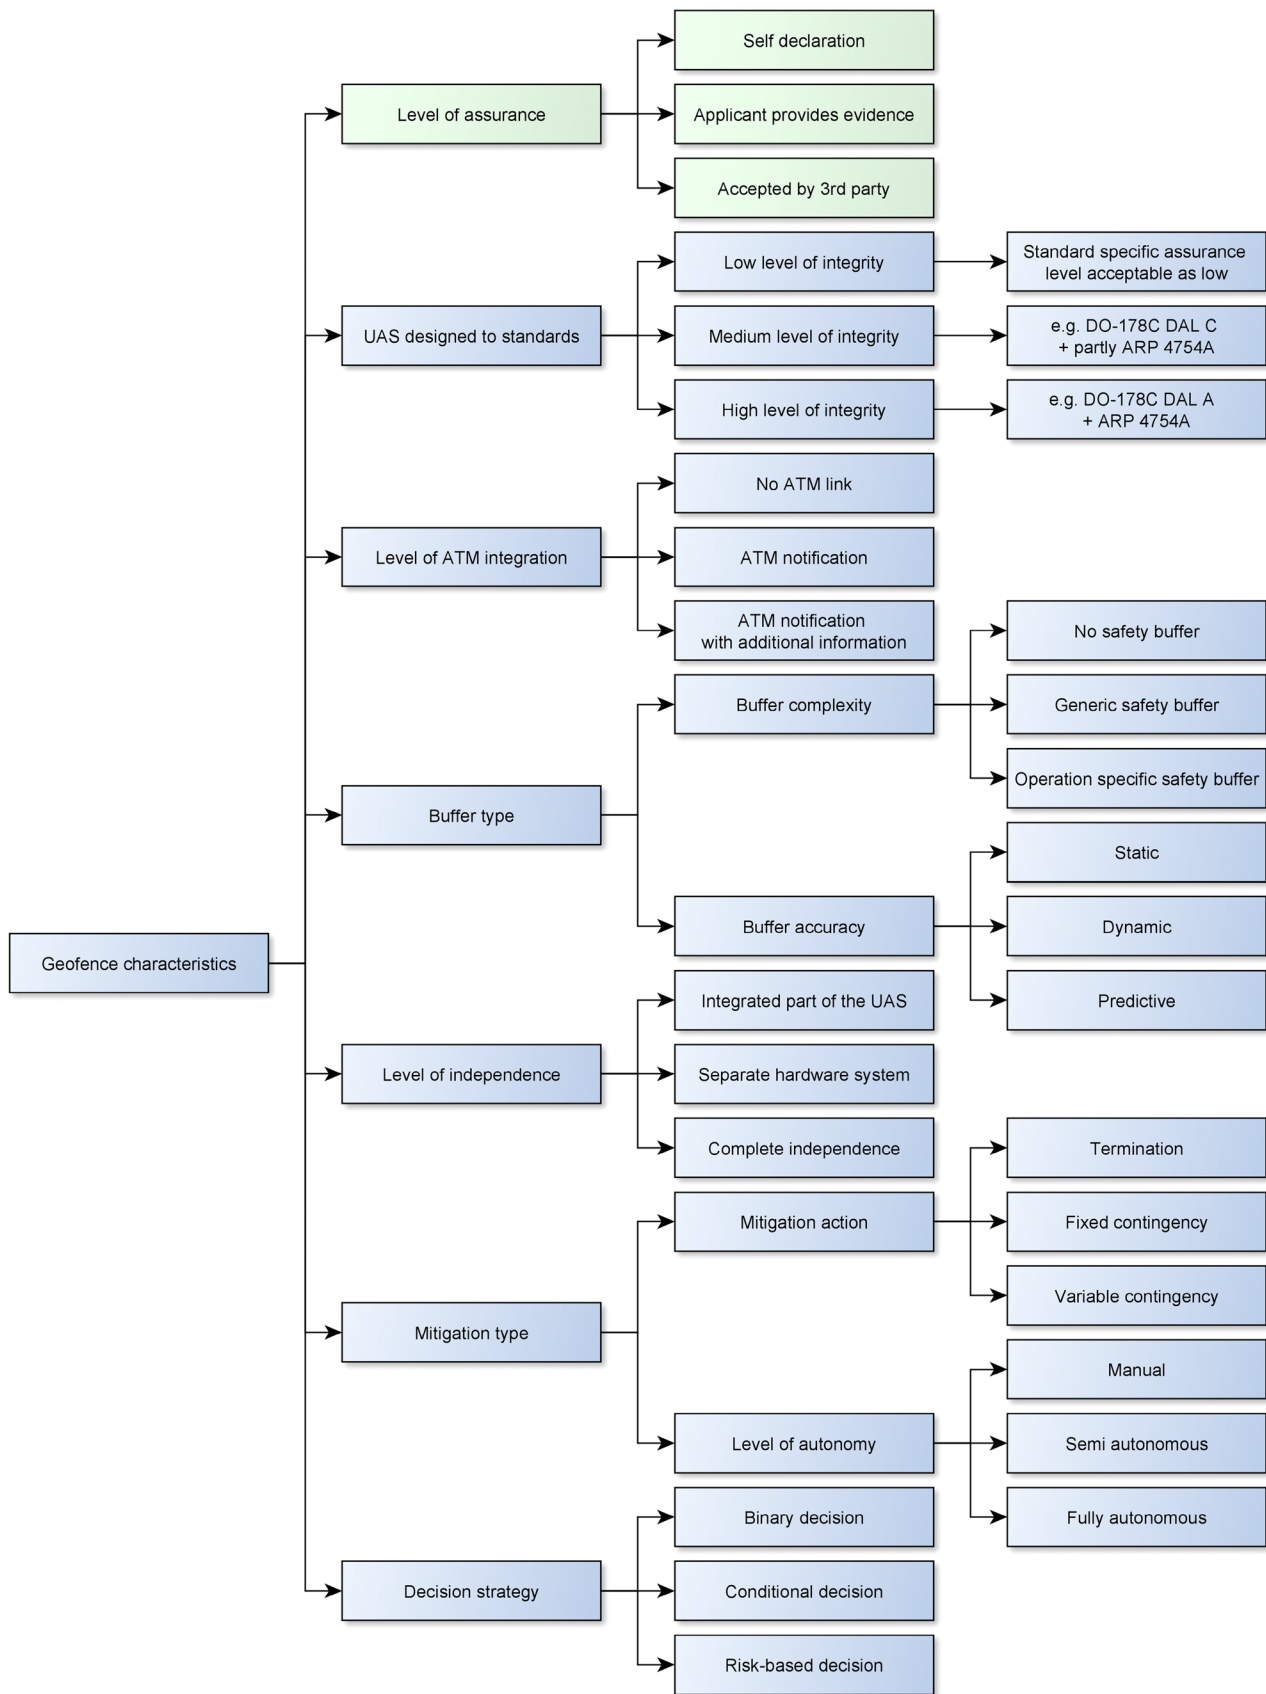 Self declaration
Level of assurance
Applicant provides evidence
Accepted by 3rd party
Low level of integrity
Standard specific assurance
level acceptable as low
UAS designed to standards
Medium level of integrity
e.g. DO-178C DAL C
+ partly ARP 4754A
High level of integrity
e.g. DO-178C DAL A
+ ARP 4754A
No ATM link
Level of ATM integration
ATM notification
ATM notification
with additional information
No safety buffer
Buffer complexity
Generic safety buffer
Operation specific safety buffer
Buffer type
Static
Buffer accuracy
Dynamic
Geofence characteristics
Integrated part of the UAS
Predictive
Level of independence
Separate hardware system
Complete independence
Termination
Mitigation action
Fixed contingency
Variable contingency
Mitigation type
Manual
Level of autonomy
Semi autonomous
Binary decision
Fully autonomous
Decision strategy
Conditional decision
Risk-based decision